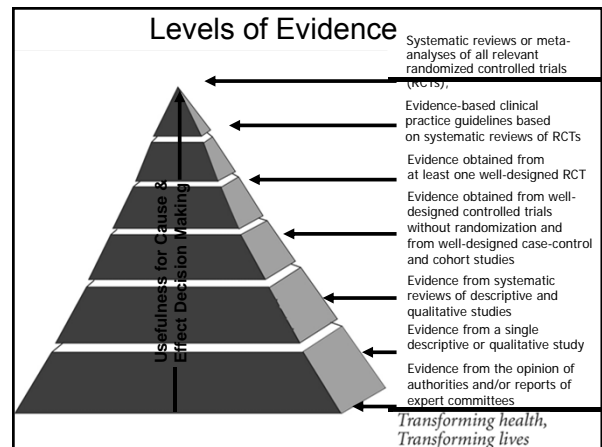 Levels of Evidence
Systematic reviews or meta-
analyses of all relevant
randomized controlled trials
(RCTs),
Evidence-based clinical
practice guidelines based
on systematic reviews of RCTs
Evidence obtained from
at least one well-designed RCT
Evidence obtained from well-
designed controlled trials
without randomization and
from well-designed case-control
and cohort studies
Evidence from systematic
reviews of descriptive and
qualitative studies
Evidence from a single
descriptive or qualitative study
Evidence from the opinion of
authorities and/or reports of
expert committees
Usefulness for Cause &
Effect Decision Making
Transforming health,
Transforming lives